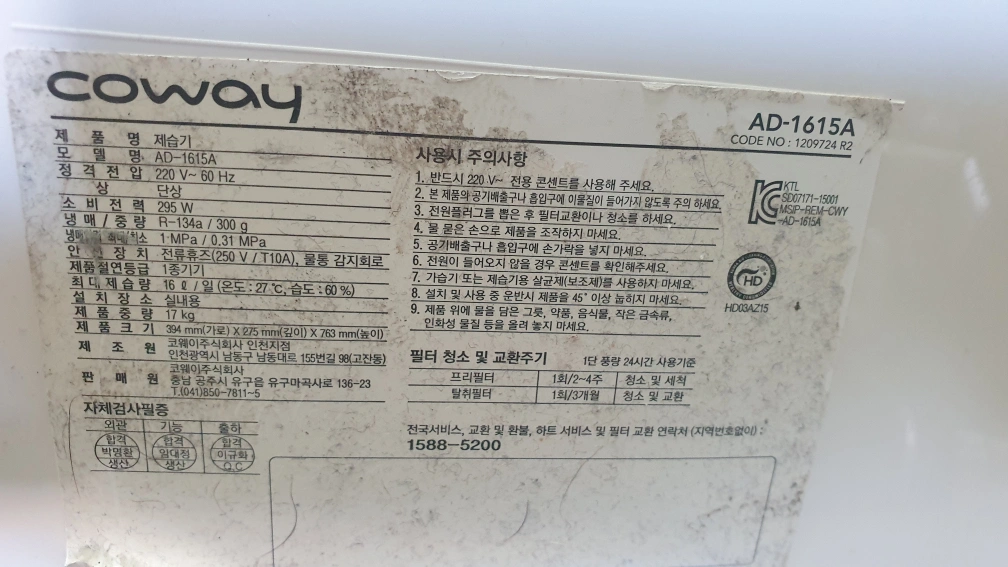 coway
AD-1615A
CODE NO : 1209724 R2
제 품 명 제습기
모 델 명 AD-1615A
정 격 전 압 220 V~ 60 Hz
상 단상
소 비 전 력 295 W
냉 매 / 중 량 R-134a / 300 g
1 MPa / 0.31 MPa
안 장 치 전류휴즈(250 V / T10A), 물통 감지회로
제품절연등급 1종기기
최 대 제 습 량 16 ℓ / 일 (온도 : 27 ℃, 습도 : 60 %)
설 치 장 소 실내용
제 품 중 량 17 kg
제 품 크 기 394 mm(가로) X 275 mm(깊이) X 763 mm(높이)
제 조 원 코웨이주식회사 인천지점
인천광역시 남동구 남동대로 155번길 98(고잔동)
판 매 원 코웨이주식회사
충남 공주시 유구읍 유구마곡사로 136-23
T.(041)850-7811~5
자체검사필증
외관 기능 출하
합격 합격 합격
박명환 임대정 이규화
생산 생산 Q.C
사용시 주의사항
1. 반드시 220 V~ 전용 콘센트를 사용해 주세요.
2. 본 제품의 공기배출구나 흡입구에 이물질이 들어가지 않도록 주의 하세요.
3. 전원플러그를 뽑은 후 필터교환이나 청소를 하세요.
4. 물 묻은 손으로 제품을 조작하지 마세요.
5. 공기배출구나 흡입구에 손가락을 넣지 마세요.
6. 전원이 들어오지 않을 경우 콘센트를 확인해주세요.
7. 가습기 또는 제습기용 살균제(보조제)를 사용하지 마세요.
8. 설치 및 사용 중 운반시 제품을 45° 이상 눕히지 마세요.
9. 제품 위에 물을 담은 그릇, 약품, 음식물, 작은 금속류,
인화성 물질 등을 올려 놓지 마세요.
KTL
SD07171-15001
MSIP-REM-CWY
-AD-1615A
HD
HD03AZ15
필터 청소 및 교환주기 1단 풍량 24시간 사용기준
프리필터 1회/2~4주 청소 및 세척
탈취필터 1회/3개월 청소 및 교환
전국서비스, 교환 및 환불, 하트 서비스 및 필터 교환 연락처 (지역번호없이) :
1588-5200